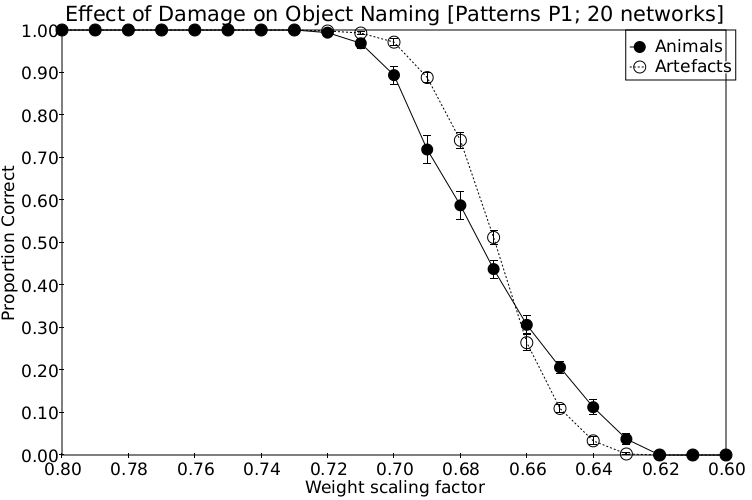 Effect of Damage on Object Naming [Patterns P1; 20 networks]
Animals
Artefacts
Proportion Correct
1.00
0.90
0.80
0.70
0.60
0.50
0.40
0.30
0.20
0.10
0.00
0.80 0.78 0.76 0.74 0.72 0.70 0.68 0.66 0.64 0.62 0.60
Weight scaling factor